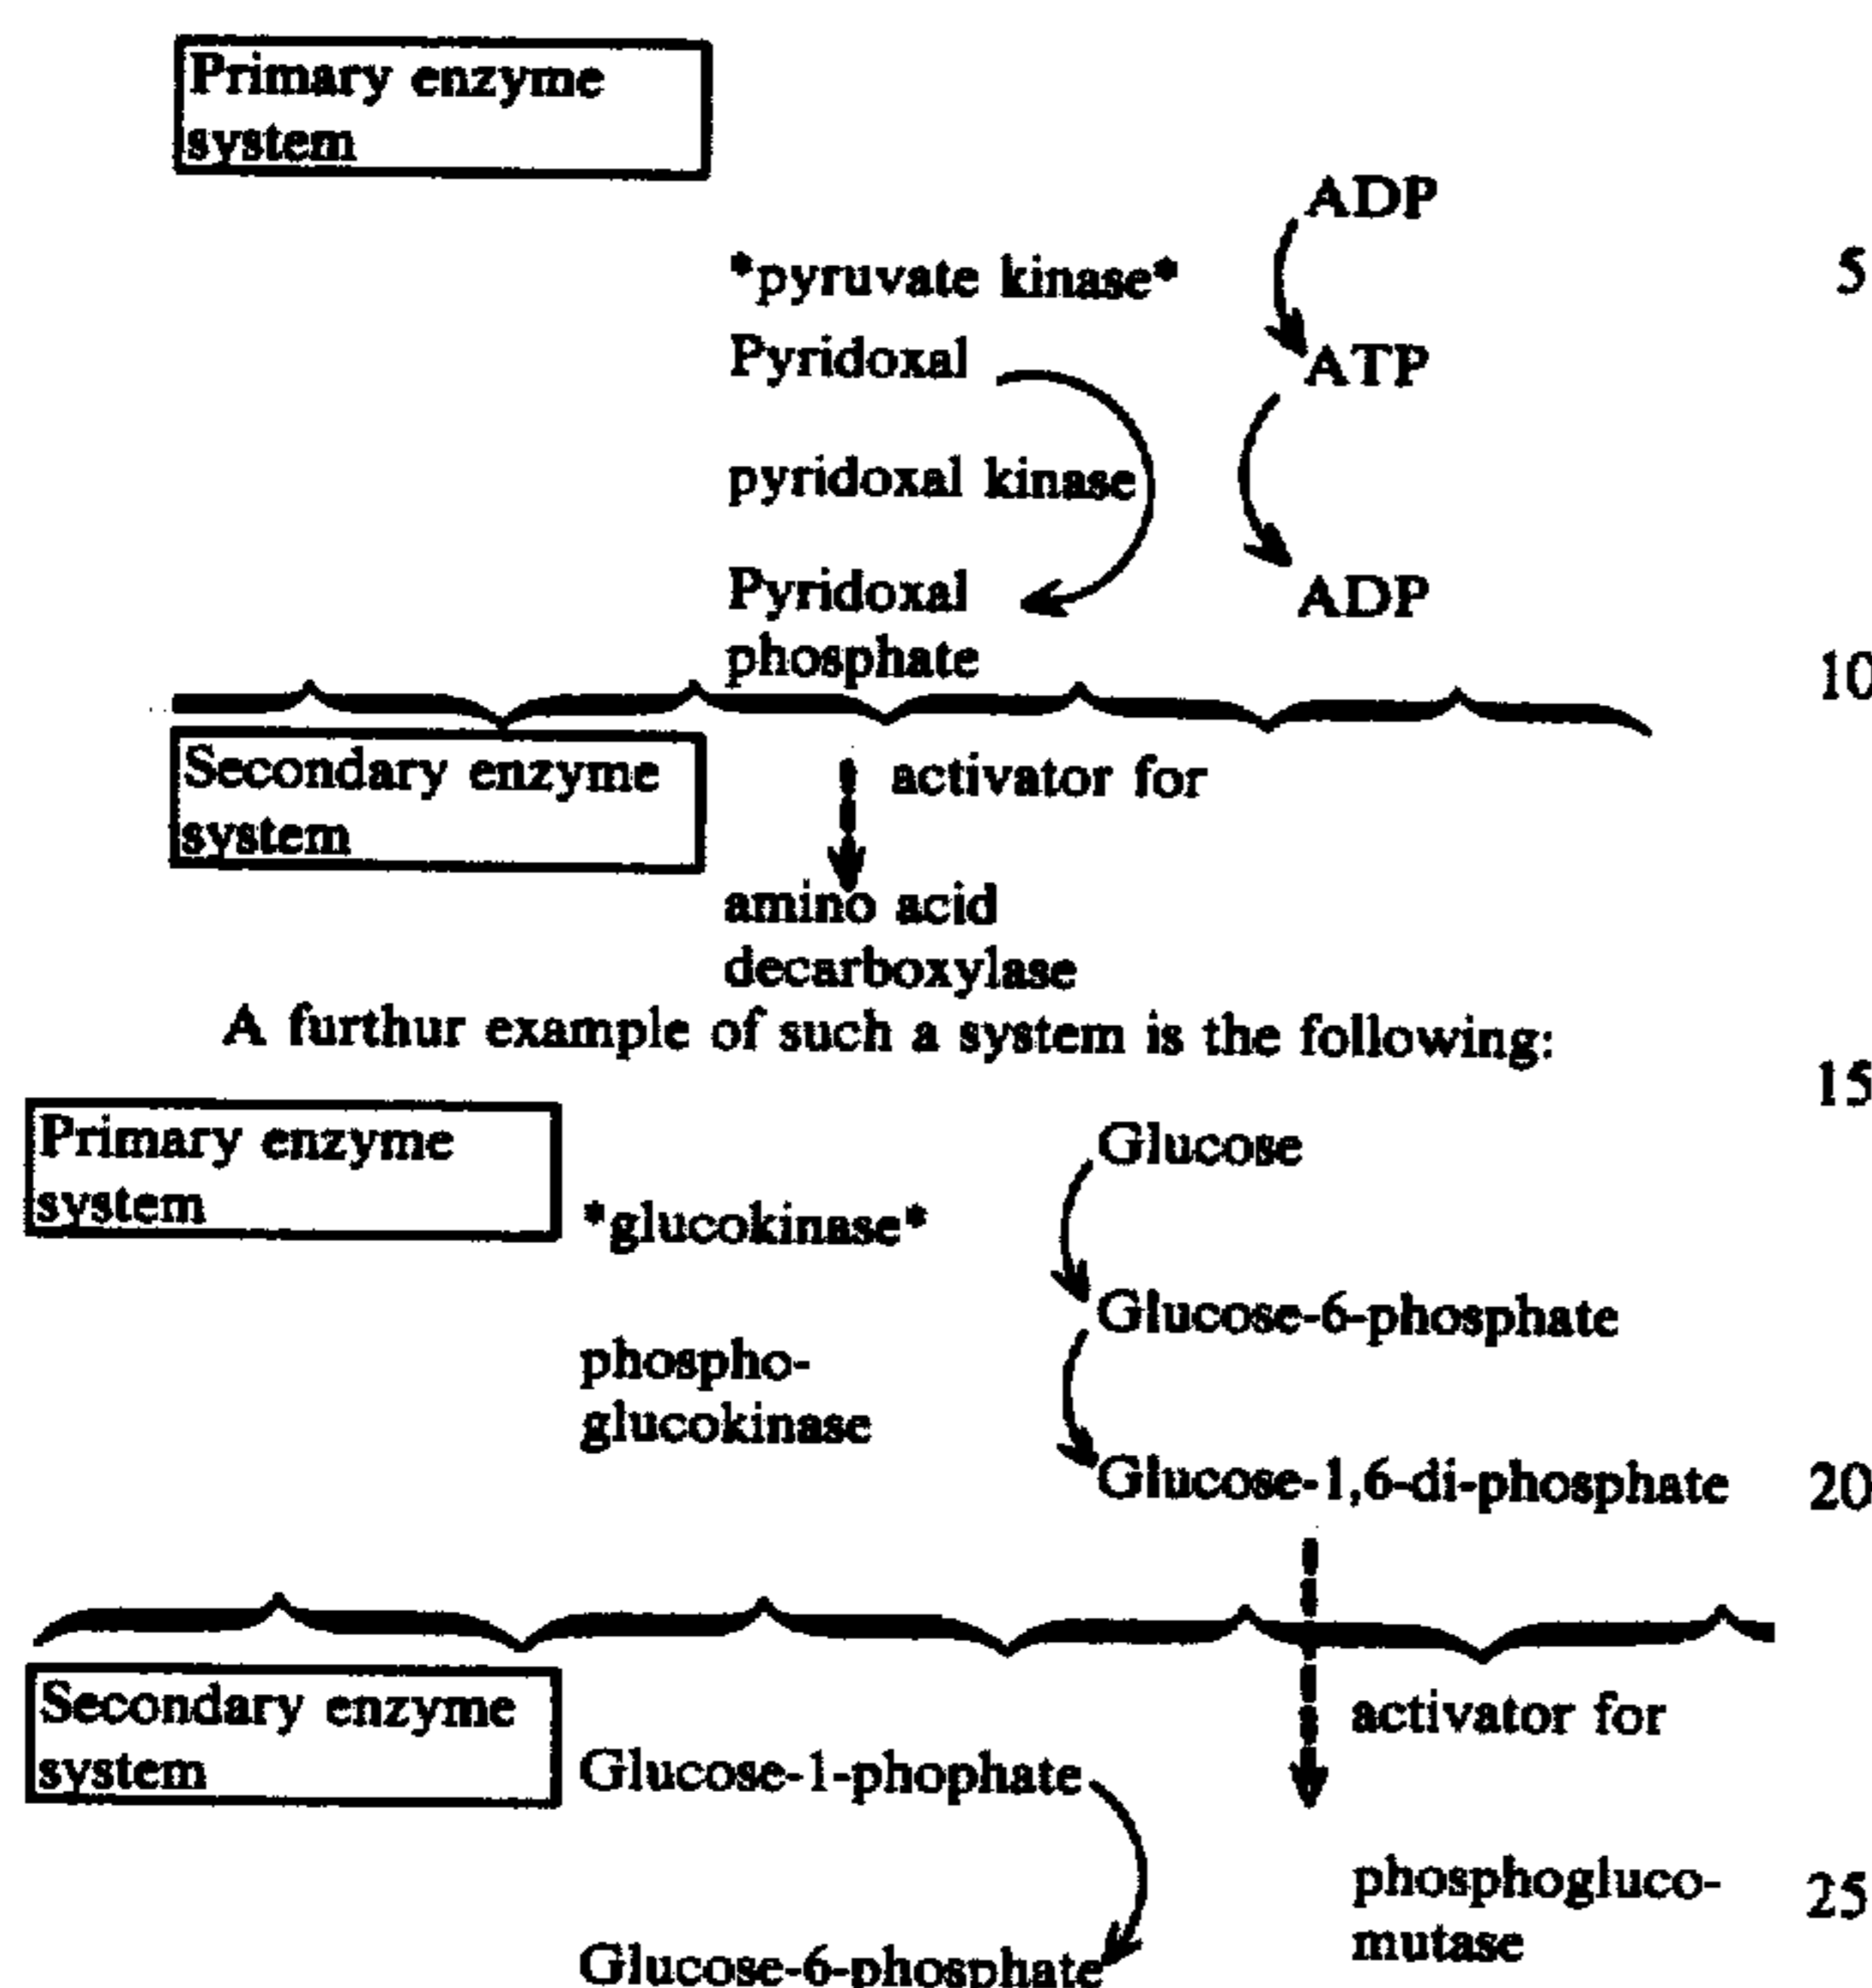 Primary enzyme
system
ADP
*pyruvate kinase*
5
Pyridoxal
ATP
pyridoxal kinase
Pyridoxal
phosphate
ADP
10
Secondary enzyme
system
activator for
amino acid
decarboxylase
A furthur example of such a system is the following:
15
Primary enzyme
system
Glucose
*glucokinase*
Glucose-6-phosphate
phospho-
glucokinase
Glucose-1,6-di-phosphate
20
Secondary enzyme
system
activator for
Glucose-1-phophate
phosphogluco-
mutase
25
Glucose-6-phosphate